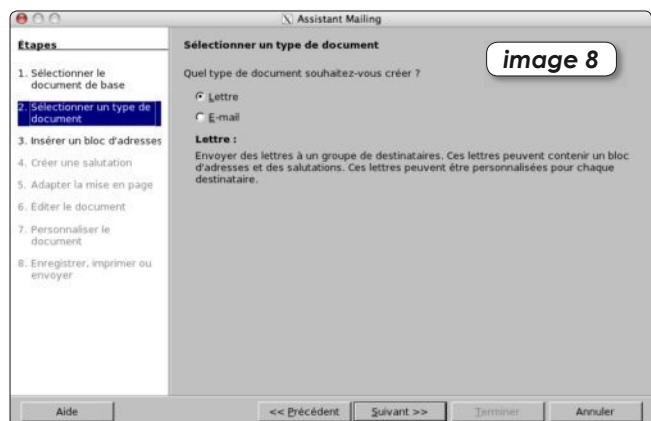 Assistant Mailing
Étapes
1. Sélectionner le
document de base
2. Sélectionner un type de
document
3. Insérer un bloc d'adresses
4. Créer une salutation
5. Adapter la mise en page
6. Éditer le document
7. Personnaliser le
document
8. Enregistrer, imprimer ou
envoyer
Sélectionner un type de document
image 8
Quel type de document souhaitez-vous créer ?
Lettre
E-mail
Lettre :
Envoyer des lettres à un groupe de destinataires. Ces lettres peuvent contenir un bloc
d'adresses et des salutations. Ces lettres peuvent être personnalisées pour chaque
destinataire.
Aide
<< Précédent
Suivant >>
Terminer
Annuler